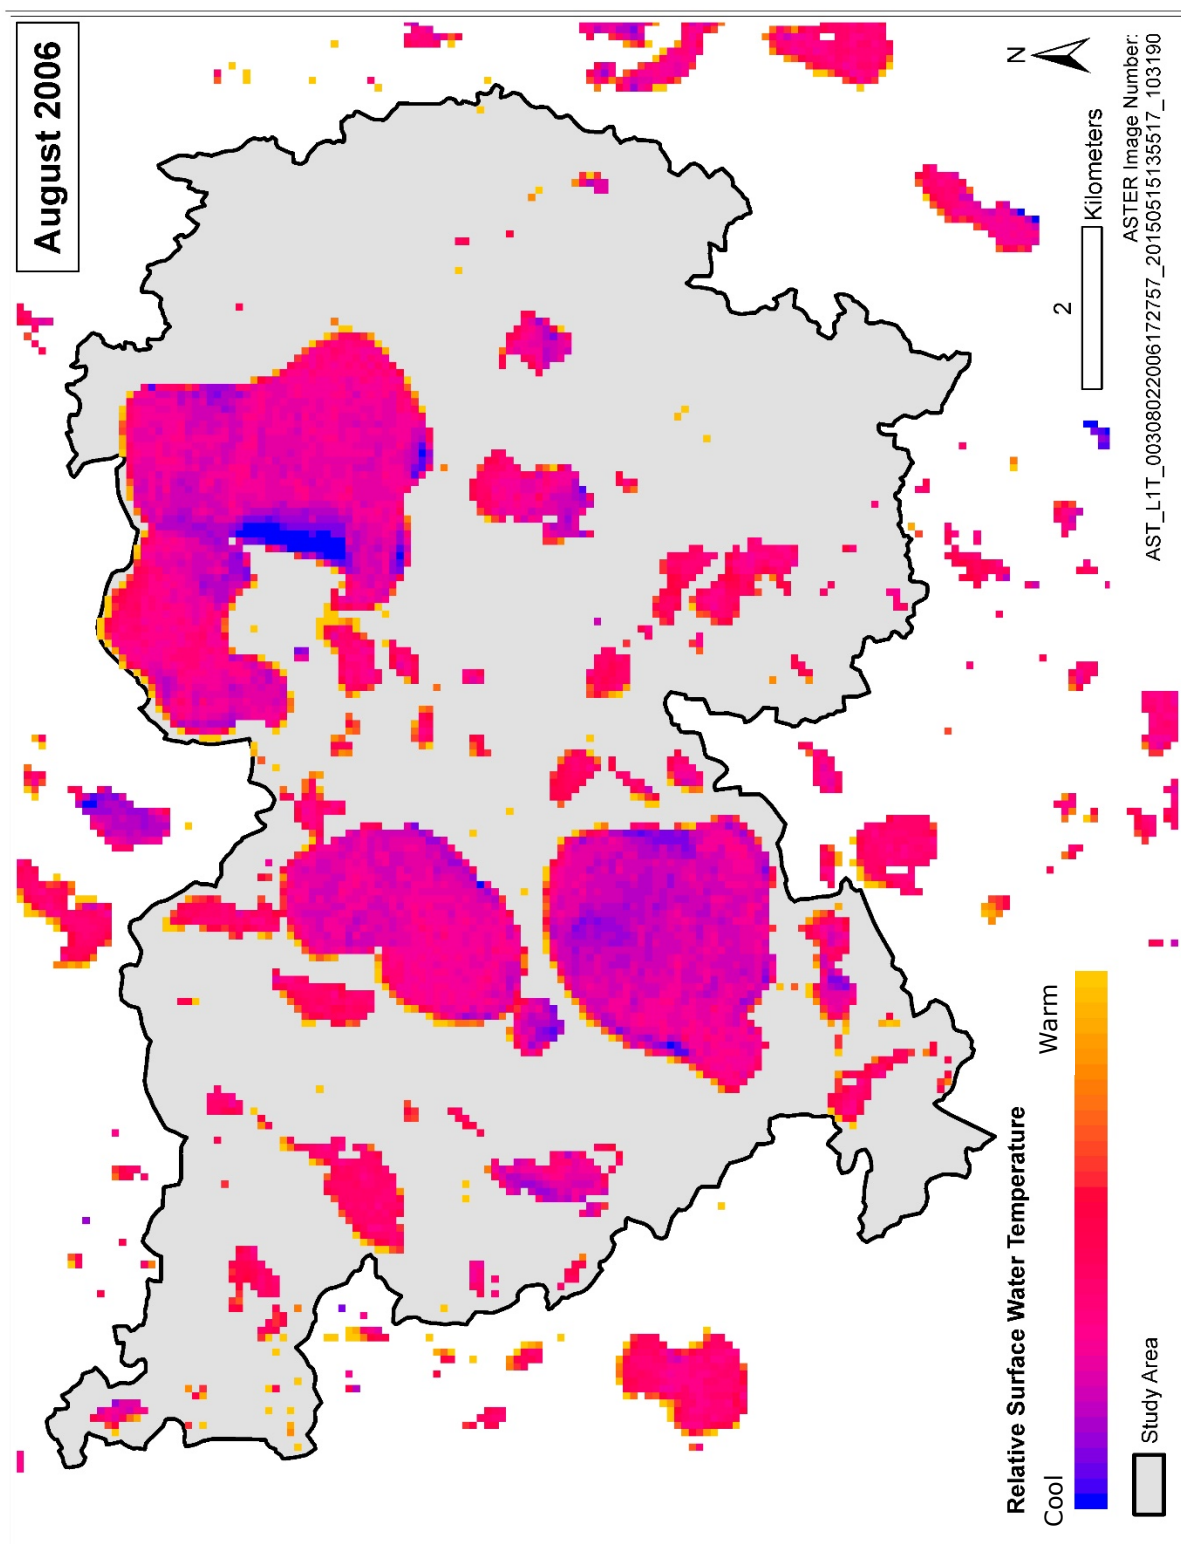 August 2006
N
2
Kilometers
ASTER Image Number:
AST_L1T_00308022006172757_20150515135517_103190
Relative Surface Water Temperature
Cool
Warm
Study Area